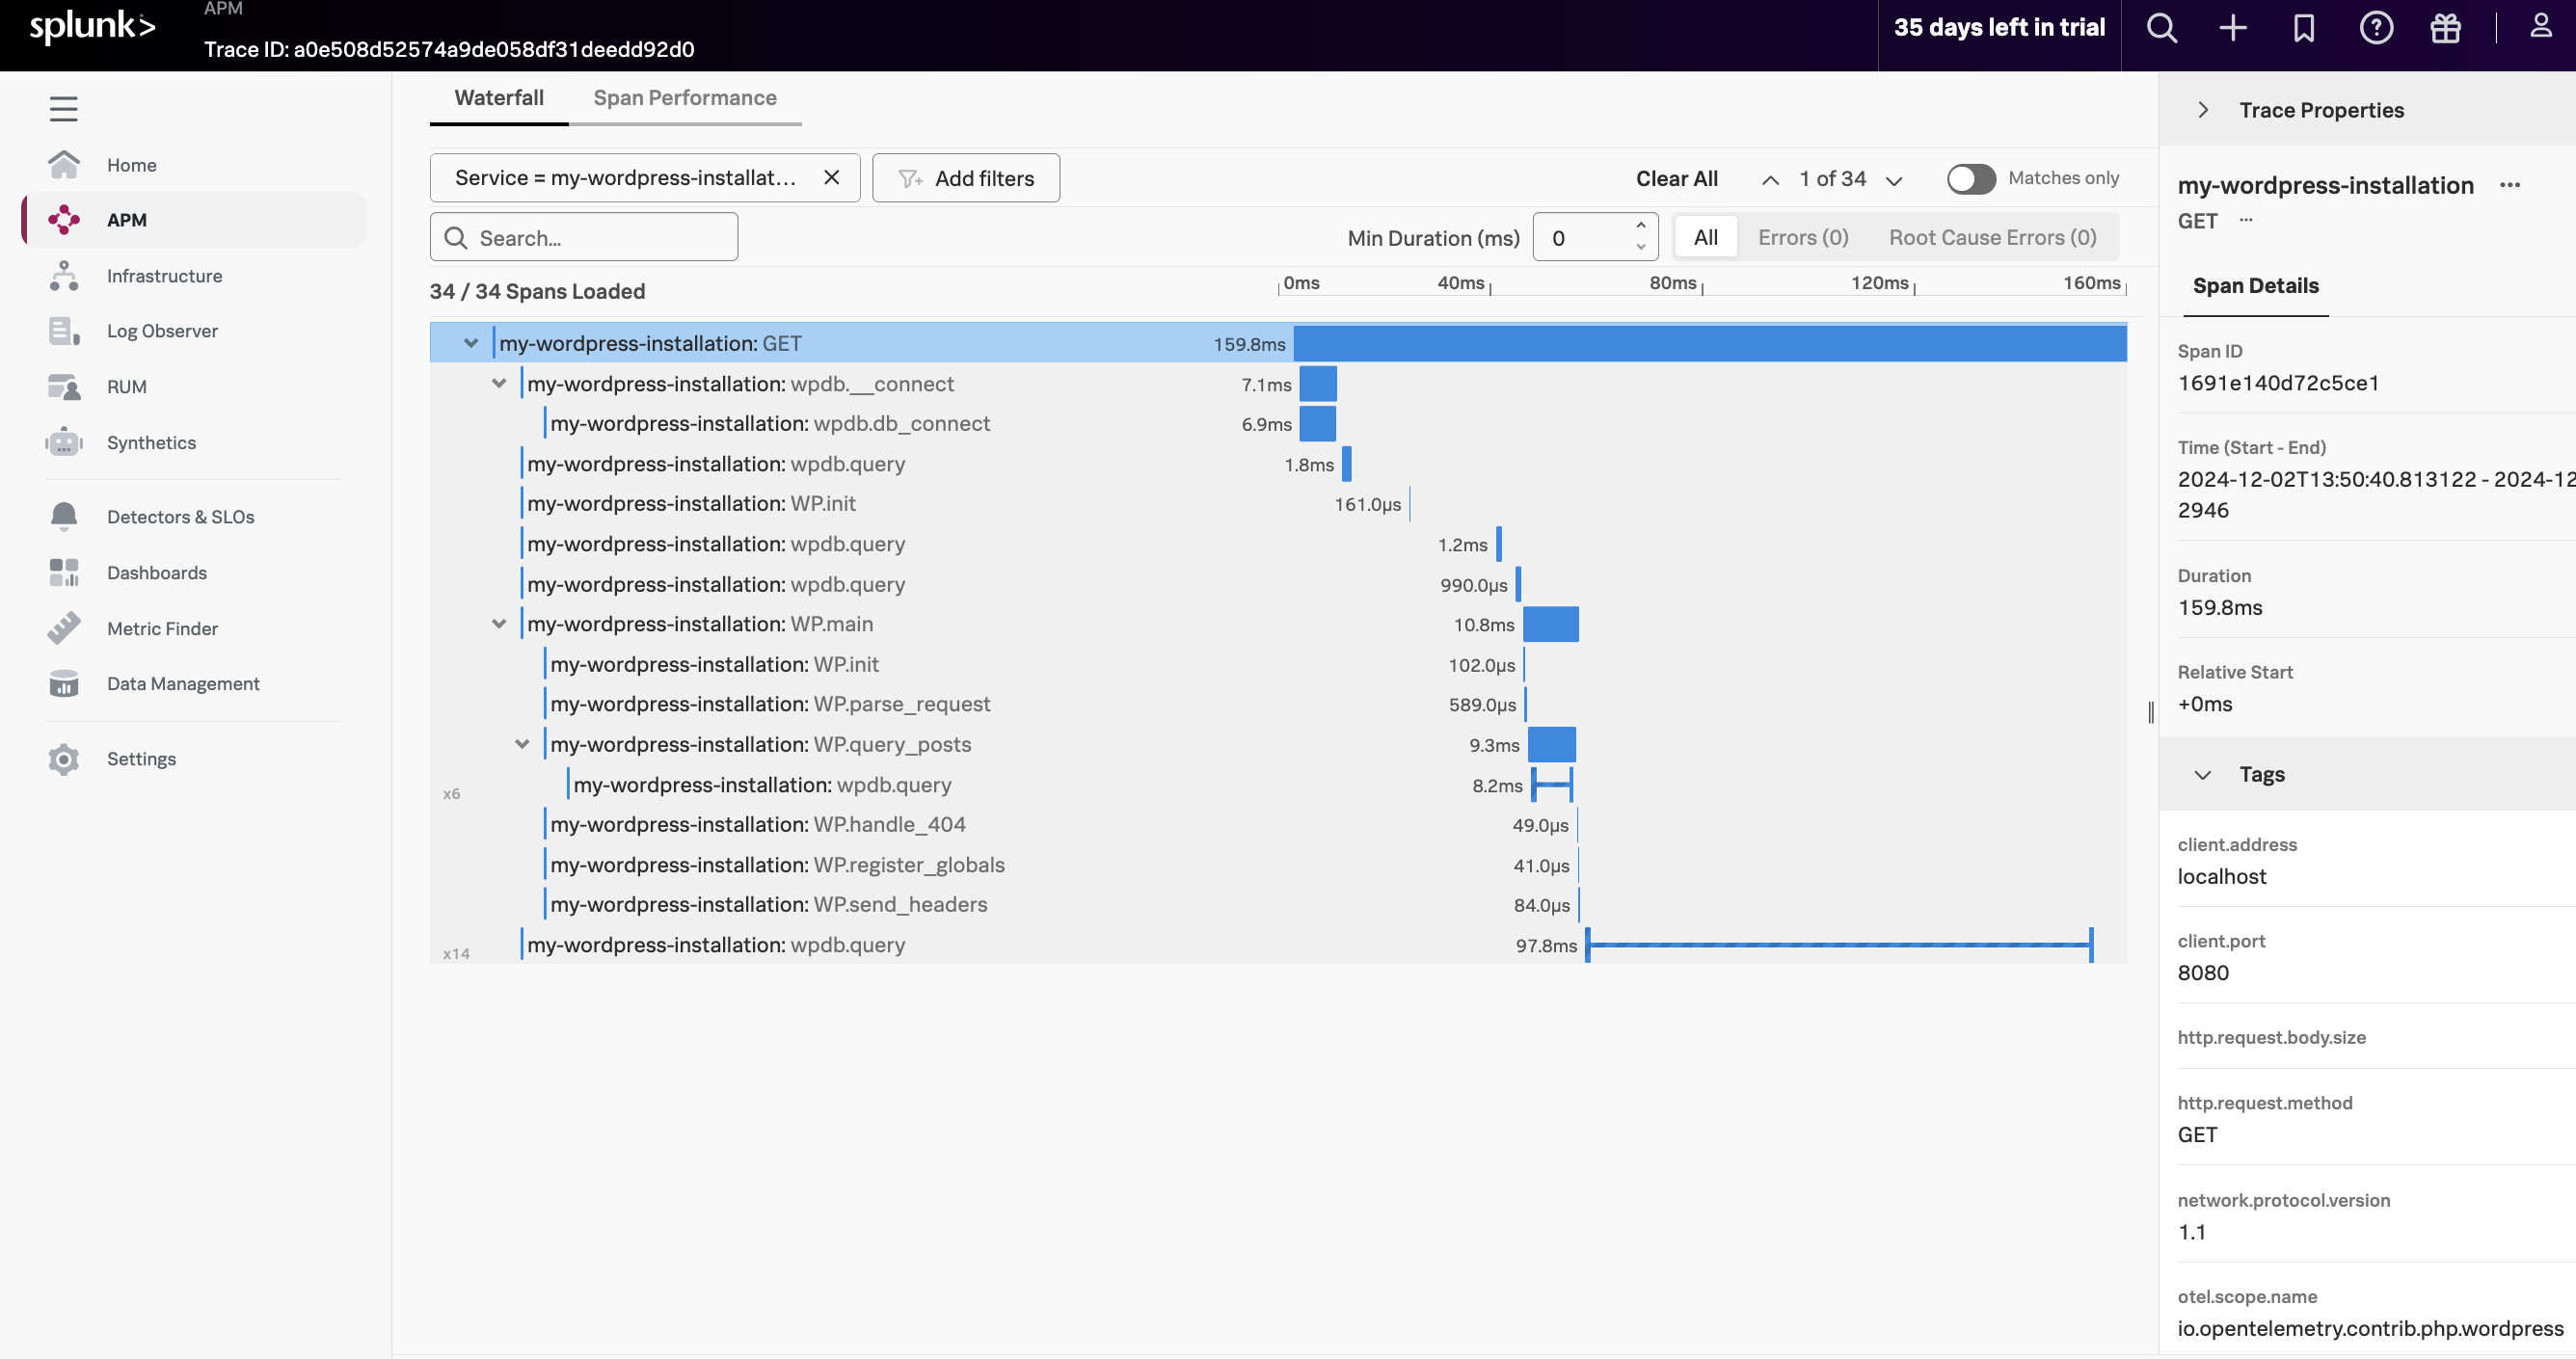 splunk>
APM
Trace ID: a0e508d52574a9de058df31deedd92d0
35 days left in trial
Home
APM
Infrastructure
Log Observer
RUM
Synthetics
Detectors & SLOs
Dashboards
Metric Finder
Data Management
Settings
Waterfall
Span Performance
Service = my-wordpress-installat...
Add filters
Clear All
1 of 34
Matches only
Search...
Min Duration (ms)
0
All
Errors (0)
Root Cause Errors (0)
34 / 34 Spans Loaded
0ms 40ms 80ms 120ms 160ms
my-wordpress-installation: GET 159.8ms
my-wordpress-installation: wpdb.__connect 7.1ms
my-wordpress-installation: wpdb.db_connect 6.9ms
my-wordpress-installation: wpdb.query 1.8ms
my-wordpress-installation: WP.init 161.0μs
my-wordpress-installation: wpdb.query 1.2ms
my-wordpress-installation: wpdb.query 990.0μs
my-wordpress-installation: WP.main 10.8ms
my-wordpress-installation: WP.init 102.0μs
my-wordpress-installation: WP.parse_request 589.0μs
my-wordpress-installation: WP.query_posts 9.3ms
x6 my-wordpress-installation: wpdb.query 8.2ms
my-wordpress-installation: WP.handle_404 49.0μs
my-wordpress-installation: WP.register_globals 41.0μs
my-wordpress-installation: WP.send_headers 84.0μs
x14 my-wordpress-installation: wpdb.query 97.8ms
Trace Properties
my-wordpress-installation ...
GET ...
Span Details
Span ID
1691e140d72c5ce1
Time (Start - End)
2024-12-02T13:50:40.813122 - 2024-12
2946
Duration
159.8ms
Relative Start
+0ms
Tags
client.address
localhost
client.port
8080
http.request.body.size
http.request.method
GET
network.protocol.version
1.1
otel.scope.name
io.opentelemetry.contrib.php.wordpress